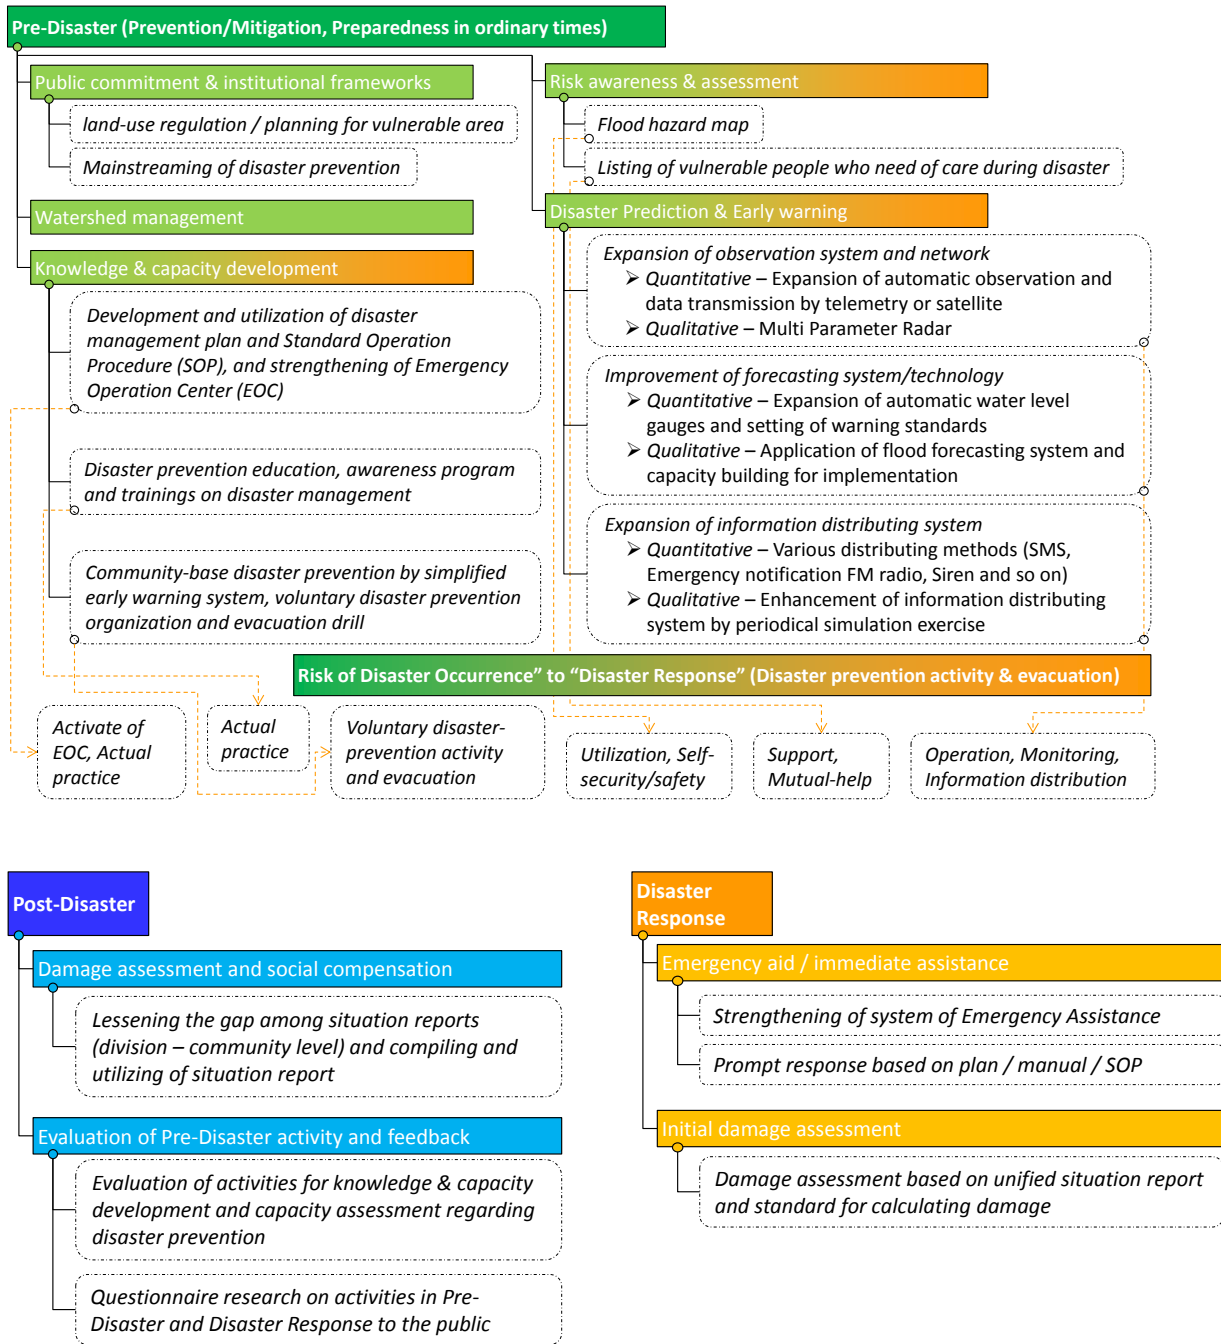 Pre-Disaster (Prevention/Mitigation, Preparedness in ordinary times)
Public commitment & institutional frameworks
land-use regulation / planning for vulnerable area
Mainstreaming of disaster prevention
Watershed management
Knowledge & capacity development
Development and utilization of disaster
management plan and Standard Operation
Procedure (SOP), and strengthening of Emergency
Operation Center (EOC)
Disaster prevention education, awareness program
and trainings on disaster management
Community-base disaster prevention by simplified
early warning system, voluntary disaster prevention
organization and evacuation drill
Risk awareness & assessment
Flood hazard map
Listing of vulnerable people who need of care during disaster
Disaster Prediction & Early warning
Expansion of observation system and network
➢ Quantitative – Expansion of automatic observation and
data transmission by telemetry or satellite
➢ Qualitative – Multi Parameter Radar
Improvement of forecasting system/technology
➢ Quantitative – Expansion of automatic water level
gauges and setting of warning standards
➢ Qualitative – Application of flood forecasting system and
capacity building for implementation
Expansion of information distributing system
➢ Quantitative – Various distributing methods (SMS,
Emergency notification FM radio, Siren and so on)
➢ Qualitative – Enhancement of information distributing
system by periodical simulation exercise
Risk of Disaster Occurrence” to “Disaster Response” (Disaster prevention activity & evacuation)
Activate of
EOC, Actual
practice
Actual
practice
Voluntary disaster-
prevention activity
and evacuation
Utilization, Self-
security/safety
Support,
Mutual-help
Operation, Monitoring,
Information distribution
Post-Disaster
Damage assessment and social compensation
Lessening the gap among situation reports
(division – community level) and compiling and
utilizing of situation report
Evaluation of Pre-Disaster activity and feedback
Evaluation of activities for knowledge & capacity
development and capacity assessment regarding
disaster prevention
Questionnaire research on activities in Pre-
Disaster and Disaster Response to the public
Disaster
Response
Emergency aid / immediate assistance
Strengthening of system of Emergency Assistance
Prompt response based on plan / manual / SOP
Initial damage assessment
Damage assessment based on unified situation report
and standard for calculating damage